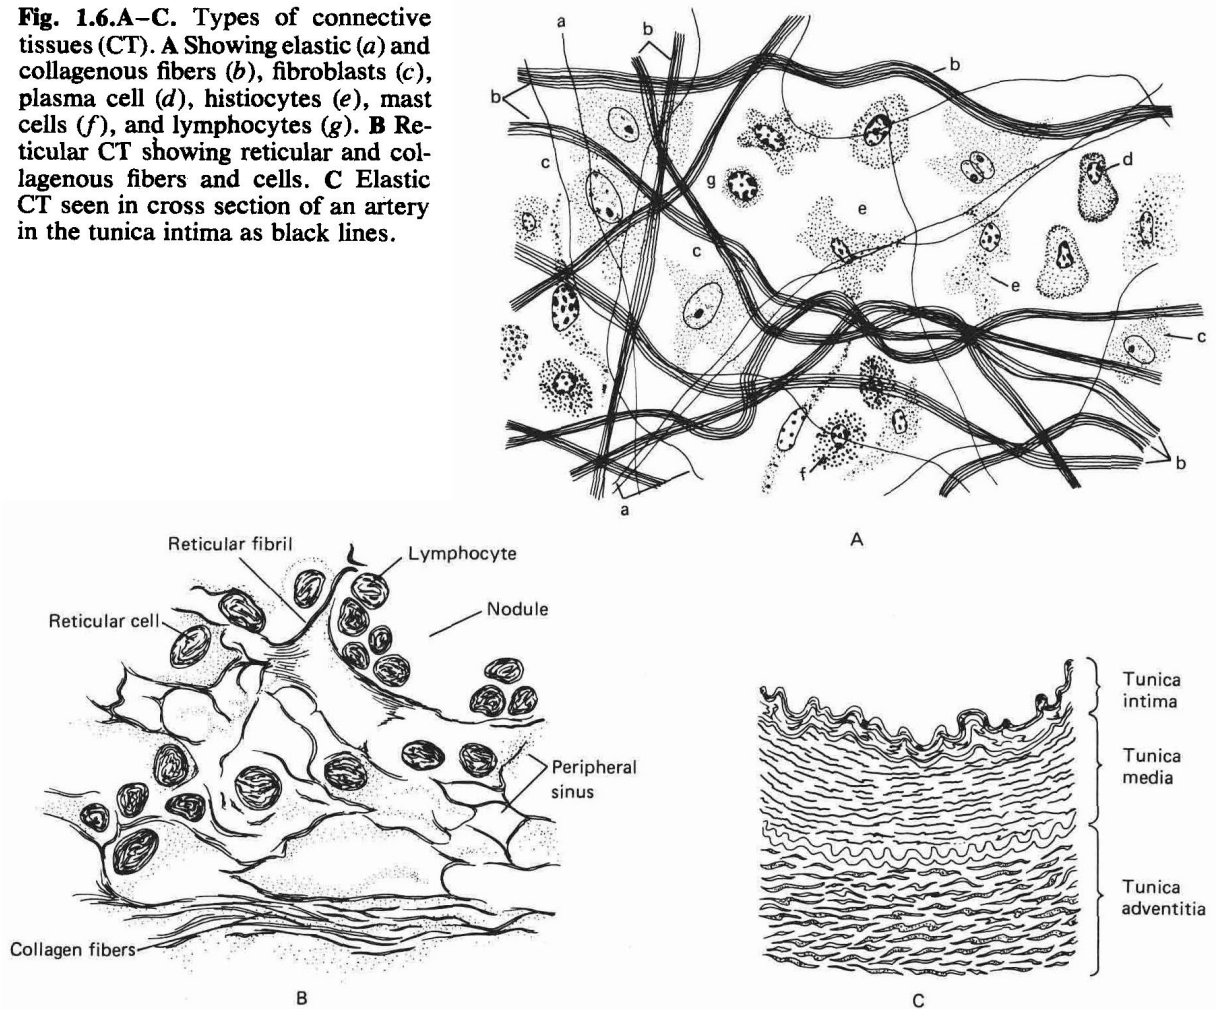 Fig. 1.6.A–C. Types of connective
tissues (CT). A Showing elastic (a) and
collagenous fibers (b), fibroblasts (c),
plasma cell (d), histiocytes (e), mast
cells (f), and lymphocytes (g). B Re-
ticular CT showing reticular and col-
lagenous fibers and cells. C Elastic
CT seen in cross section of an artery
in the tunica intima as black lines.
a
b
b
b
c
d
g
e
c
e
c
b
f
a
A
Reticular fibril
Lymphocyte
Nodule
Reticular cell
Peripheral
sinus
Collagen fibers
B
Tunica
intima
Tunica
media
Tunica
adventitia
C